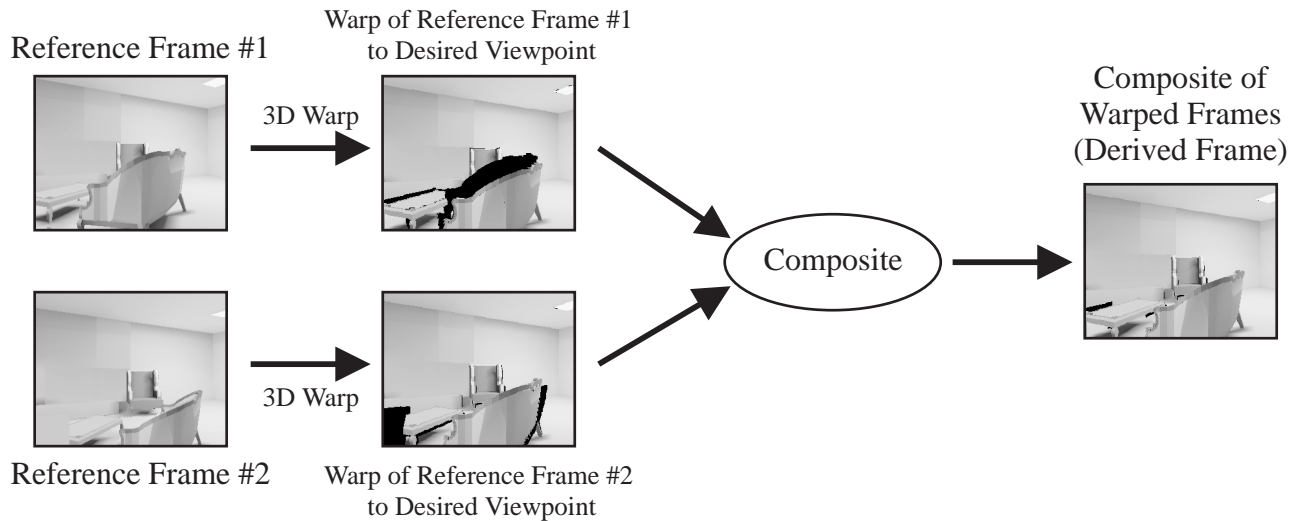 Reference Frame #1
3D Warp
Warp of Reference Frame #1
to Desired Viewpoint
Reference Frame #2
3D Warp
Warp of Reference Frame #2
to Desired Viewpoint
Composite
Composite of
Warped Frames
(Derived Frame)